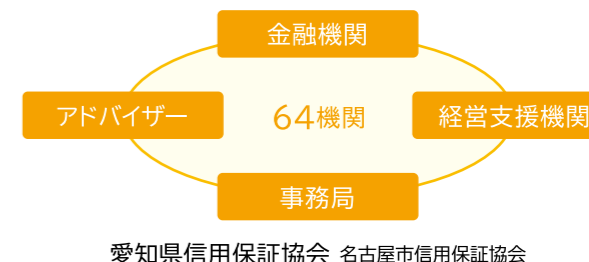 金融機関
アドバイザー 64機関 経営支援機関
事務局
愛知県信用保証協会 名古屋市信用保証協会